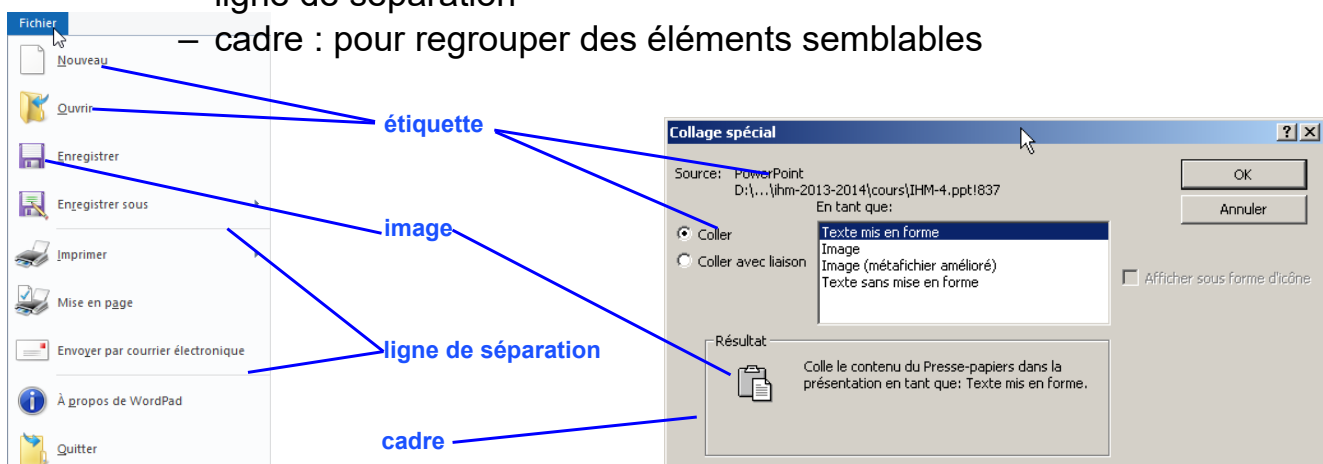 ligne de séparation
– cadre : pour regrouper des éléments semblables
Fichier
Nouveau
Ouvrir
Enregistrer
Enregistrer sous
Imprimer
Mise en page
Envoyer par courrier électronique
À propos de WordPad
Quitter
étiquette
image
ligne de séparation
cadre
Collage spécial
? ×
Source: PowerPoint
D:\...\ihm-2013-2014\cours\IHM-4.ppt!837
En tant que:
Coller
Coller avec liaison
Texte mis en forme
Image
Image (métafichier amélioré)
Texte sans mise en forme
OK
Annuler
Afficher sous forme d'icône
Résultat
Colle le contenu du Presse-papiers dans la
présentation en tant que: Texte mis en forme.